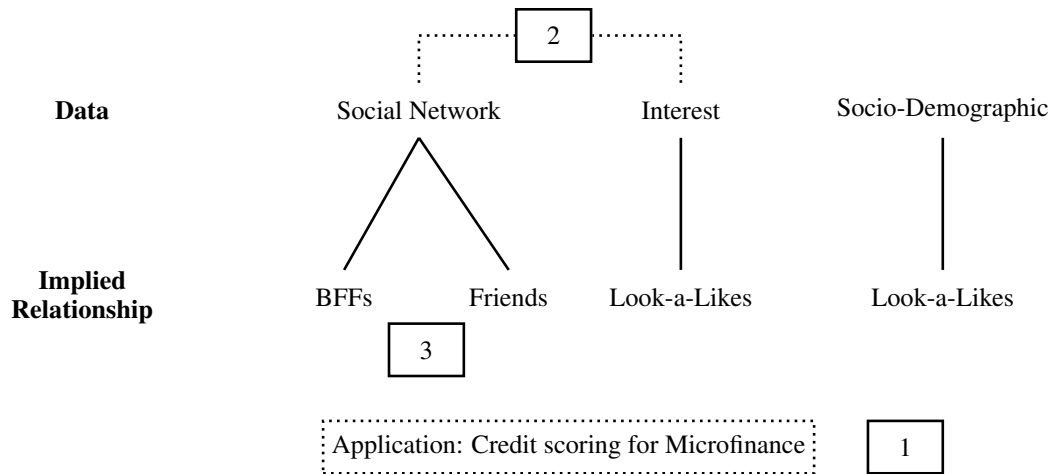 2
Data Social Network Interest Socio-Demographic
Implied
Relationship
BFFs Friends Look-a-Likes Look-a-Likes
3
Application: Credit scoring for Microfinance 1